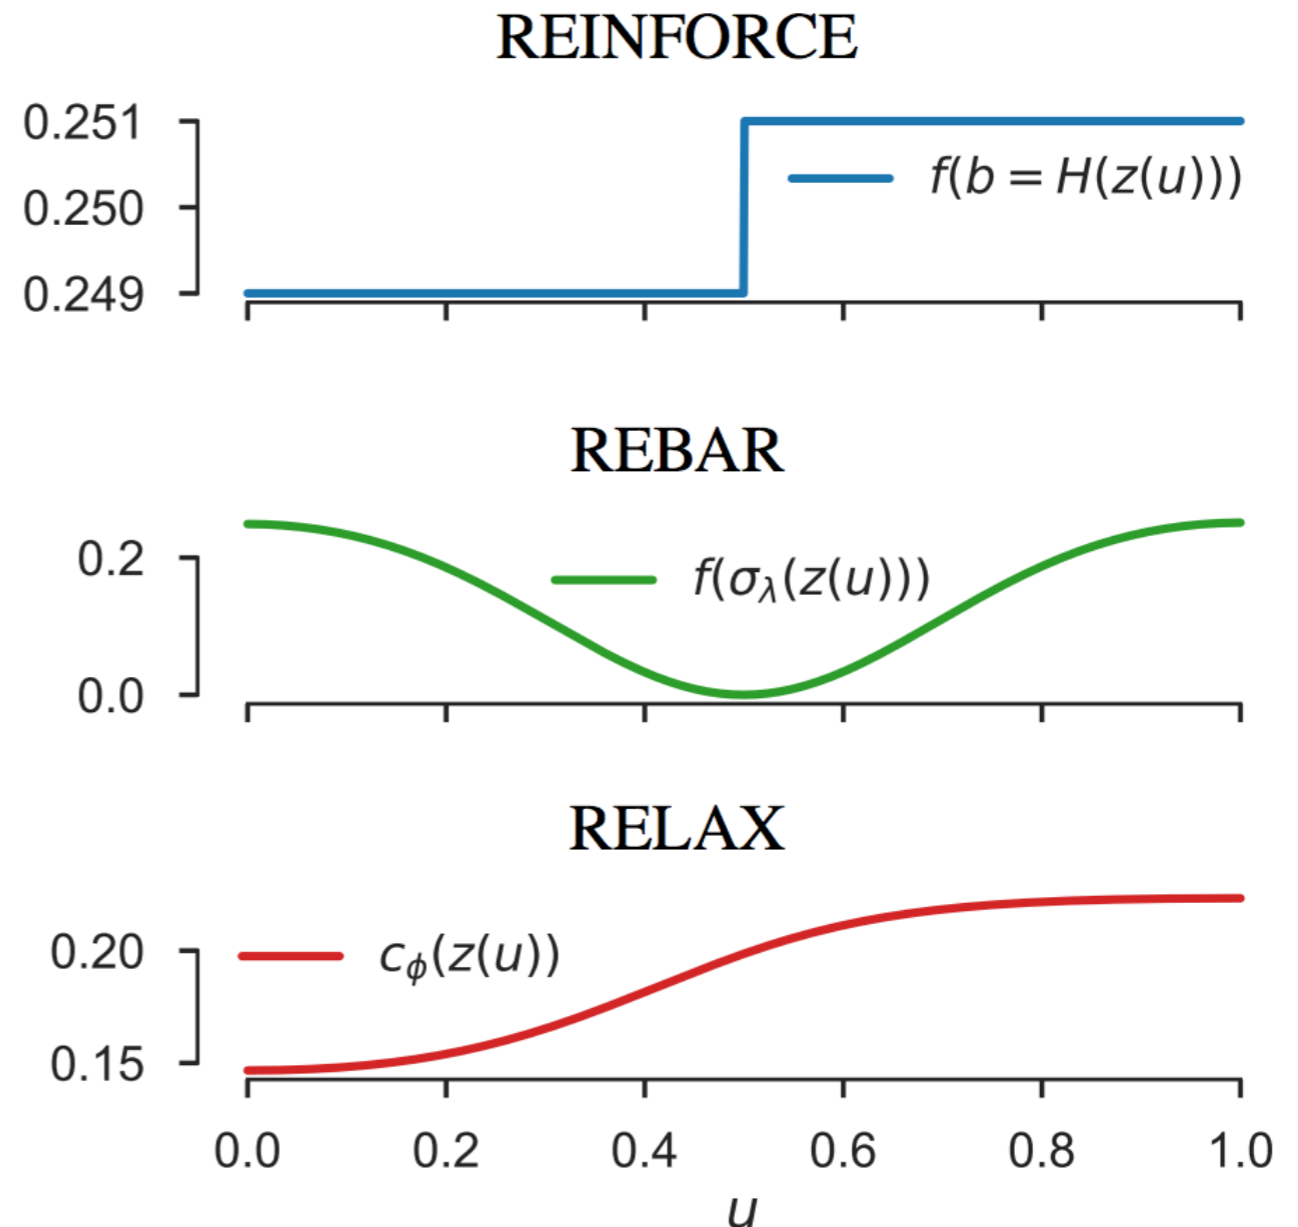 REINFORCE
0.251
f(b = H(z(u)))
0.250
0.249
REBAR
0.2
f(σλ(z(u)))
0.0
RELAX
0.20
cϕ(z(u))
0.15
0.0 0.2 0.4 0.6 0.8 1.0
u